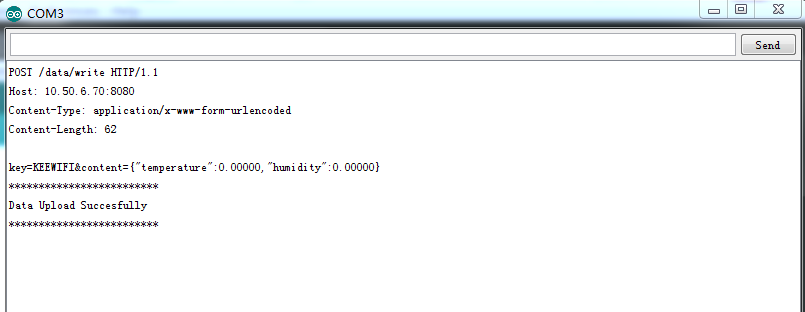 COM3
Send
POST /data/write HTTP/1.1
Host: 10.50.6.70:8080
Content-Type: application/x-www-form-urlencoded
Content-Length: 62
key=KEEWIFI&content={"temperature":0.00000,"humidity":0.00000}
*************************
Data Upload Succesfully
*************************